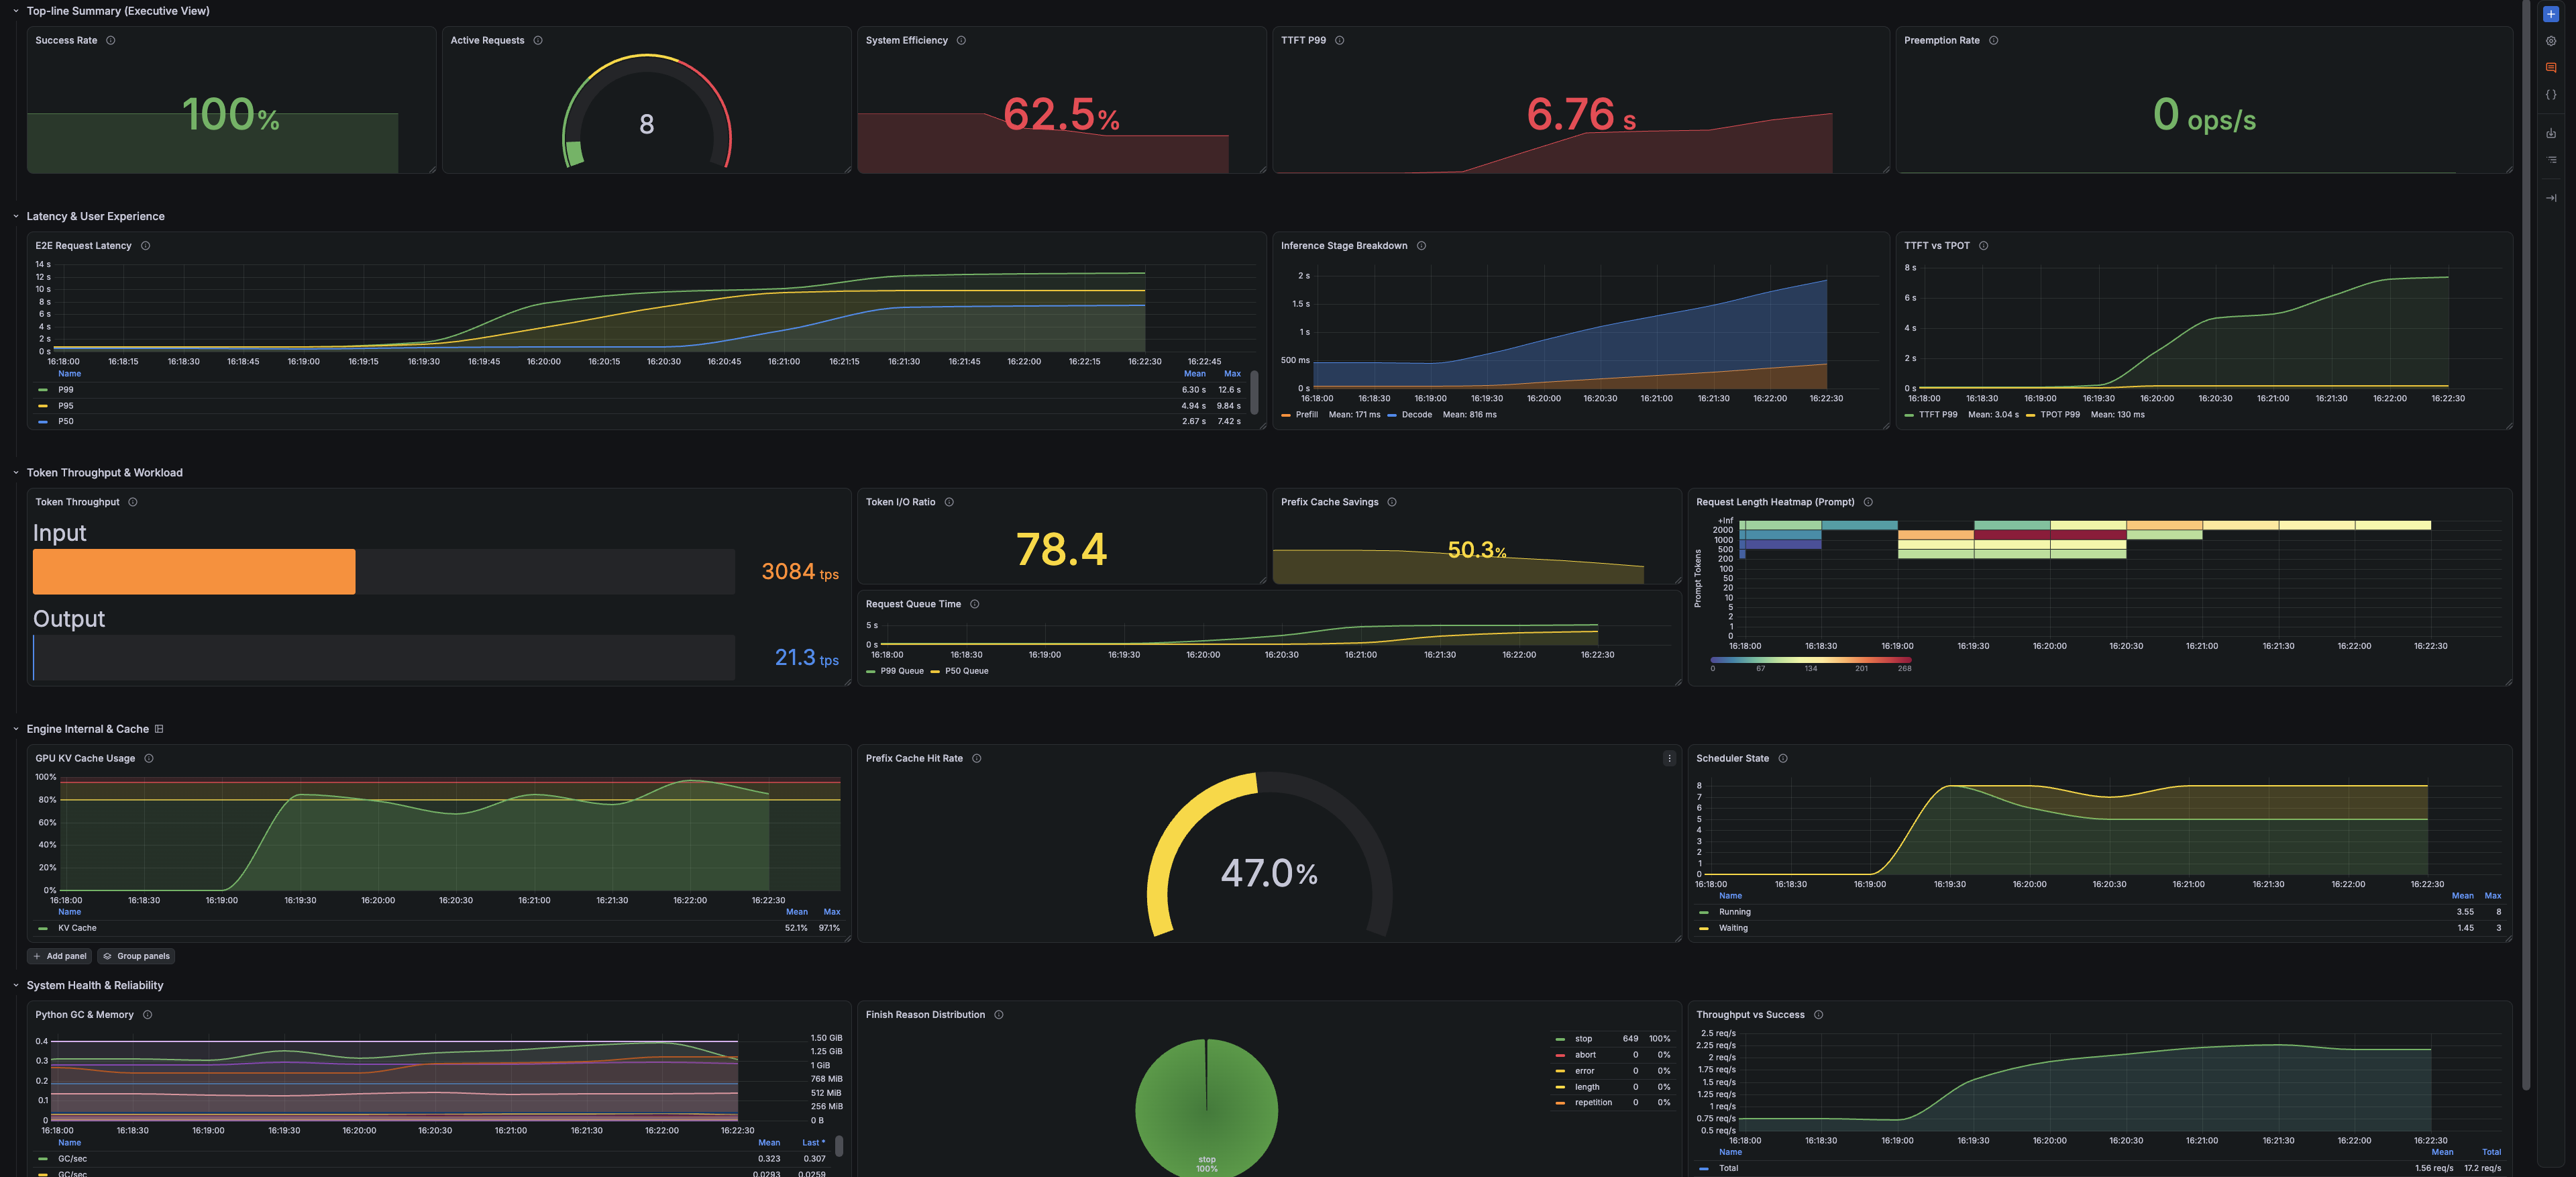 Top-line Summary (Executive View)
Success Rate
100%
Active Requests
8
System Efficiency
62.5%
TTFT P99
6.76 s
Preemption Rate
0 ops/s
Latency & User Experience
E2E Request Latency
14 s
12 s
10 s
8 s
6 s
4 s
2 s
0 s
16:18:00 16:18:15 16:18:30 16:18:45 16:19:00 16:19:15 16:19:30 16:19:45 16:20:00 16:20:15 16:20:30 16:20:45 16:21:00 16:21:15 16:21:30 16:21:45 16:22:00 16:22:15 16:22:30 16:22:45
Name Mean Max
P99 6.30 s 12.6 s
P95 4.94 s 9.84 s
P50 2.67 s 7.42 s
Inference Stage Breakdown
2 s
1.5 s
1 s
500 ms
0 s
16:18:00 16:18:30 16:19:00 16:19:30 16:20:00 16:20:30 16:21:00 16:21:30 16:22:00 16:22:30
Prefill Mean: 171 ms Decode Mean: 816 ms
TTFT vs TPOT
8 s
6 s
4 s
2 s
0 s
16:18:00 16:18:30 16:19:00 16:19:30 16:20:00 16:20:30 16:21:00 16:21:30 16:22:00 16:22:30
TTFT P99 Mean: 3.04 s TPOT P99 Mean: 130 ms
Token Throughput & Workload
Token Throughput
Input
3084 tps
Output
21.3 tps
Token I/O Ratio
78.4
Prefix Cache Savings
50.3%
Request Queue Time
5 s
0 s
16:18:00 16:18:30 16:19:00 16:19:30 16:20:00 16:20:30 16:21:00 16:21:30 16:22:00 16:22:30
P99 Queue P50 Queue
Request Length Heatmap (Prompt)
Prompt Tokens
+Inf
2000
1000
500
200
100
50
20
10
5
2
1
0
16:18:00 16:18:30 16:19:00 16:19:30 16:20:00 16:20:30 16:21:00 16:21:30 16:22:00 16:22:30
0 67 134 201 268
Engine Internal & Cache
GPU KV Cache Usage
100%
80%
60%
40%
20%
0%
16:18:00 16:18:30 16:19:00 16:19:30 16:20:00 16:20:30 16:21:00 16:21:30 16:22:00 16:22:30
Name Mean Max
KV Cache 52.1% 97.1%
Prefix Cache Hit Rate
47.0%
Scheduler State
8
7
6
5
4
3
2
1
0
16:18:00 16:18:30 16:19:00 16:19:30 16:20:00 16:20:30 16:21:00 16:21:30 16:22:00 16:22:30
Name Mean Max
Running 3.55 8
Waiting 1.45 3
Add panel Group panels
System Health & Reliability
Python GC & Memory
0.4
0.3
0.2
0.1
0
1.50 GiB
1.25 GiB
1 GiB
768 MiB
512 MiB
256 MiB
0 B
16:18:00 16:18:30 16:19:00 16:19:30 16:20:00 16:20:30 16:21:00 16:21:30 16:22:00 16:22:30
Name Mean Last *
GC/sec 0.323 0.307
GC/sec 0.0293 0.0259
Finish Reason Distribution
stop
100%
stop 649 100%
abort 0 0%
error 0 0%
length 0 0%
repetition 0 0%
Throughput vs Success
2.5 req/s
2.25 req/s
2 req/s
1.75 req/s
1.5 req/s
1.25 req/s
1 req/s
0.75 req/s
0.5 req/s
16:18:00 16:18:30 16:19:00 16:19:30 16:20:00 16:20:30 16:21:00 16:21:30 16:22:00 16:22:30
Name Mean Total
Total 1.56 req/s 17.2 req/s